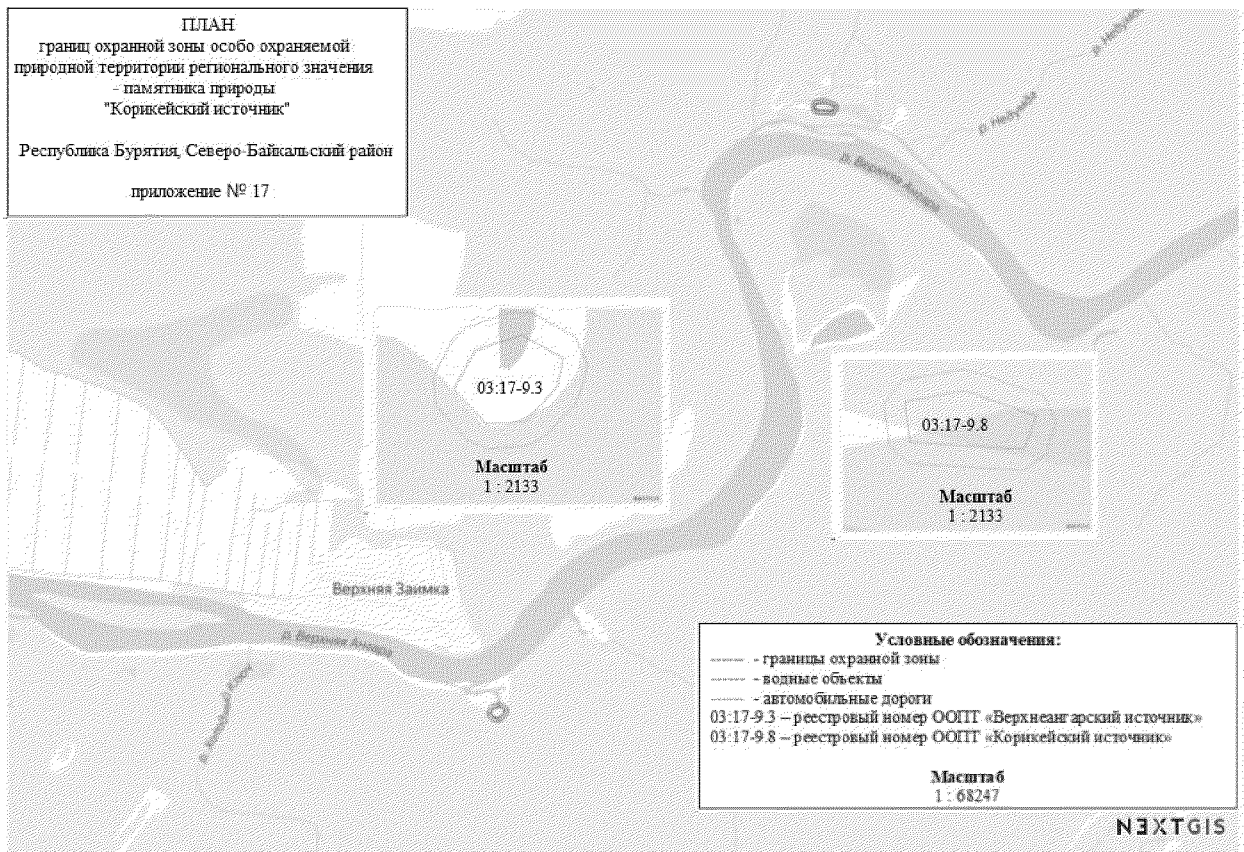 ПЛАН
границ охранной зоны особо охраняемой
природной территории регионального значения
- памятника природы
"Корикейский источник"
Республика Бурятия, Северо-Байкальский район
приложение № 17
р. Верхняя Ангара
03:17-9.3
Масштаб
1 : 2133
03:17-9.8
Масштаб
1 : 2133
Верхняя Заимка
р. Верхняя Ангара
Условные обозначения:
- границы охранной зоны
- водные объекты
- автомобильные дороги
03:17-9.3 – реестровый номер ООПТ «Верхнеангарский источник»
03:17-9.8 – реестровый номер ООПТ «Корикейский источник»
Масштаб
1 : 68247
NEXTGIS